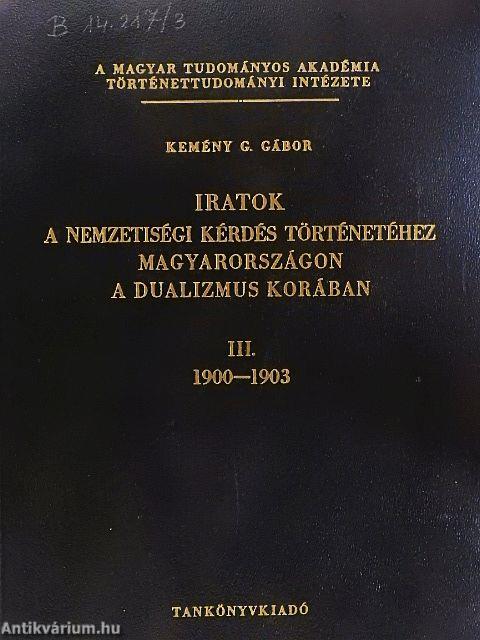 B 14.217/3
A MAGYAR TUDOMÁNYOS AKADÉMIA
TÖRTÉNETTUDOMÁNYI INTÉZETE
KEMÉNY G. GÁBOR
IRATOK
A NEMZETISÉGI KÉRDÉS TÖRTÉNETÉHEZ
MAGYARORSZÁGON
A DUALIZMUS KORÁBAN
III.
1900—1903
TANKÖNYVKIADÓ
Antikvárium.hu